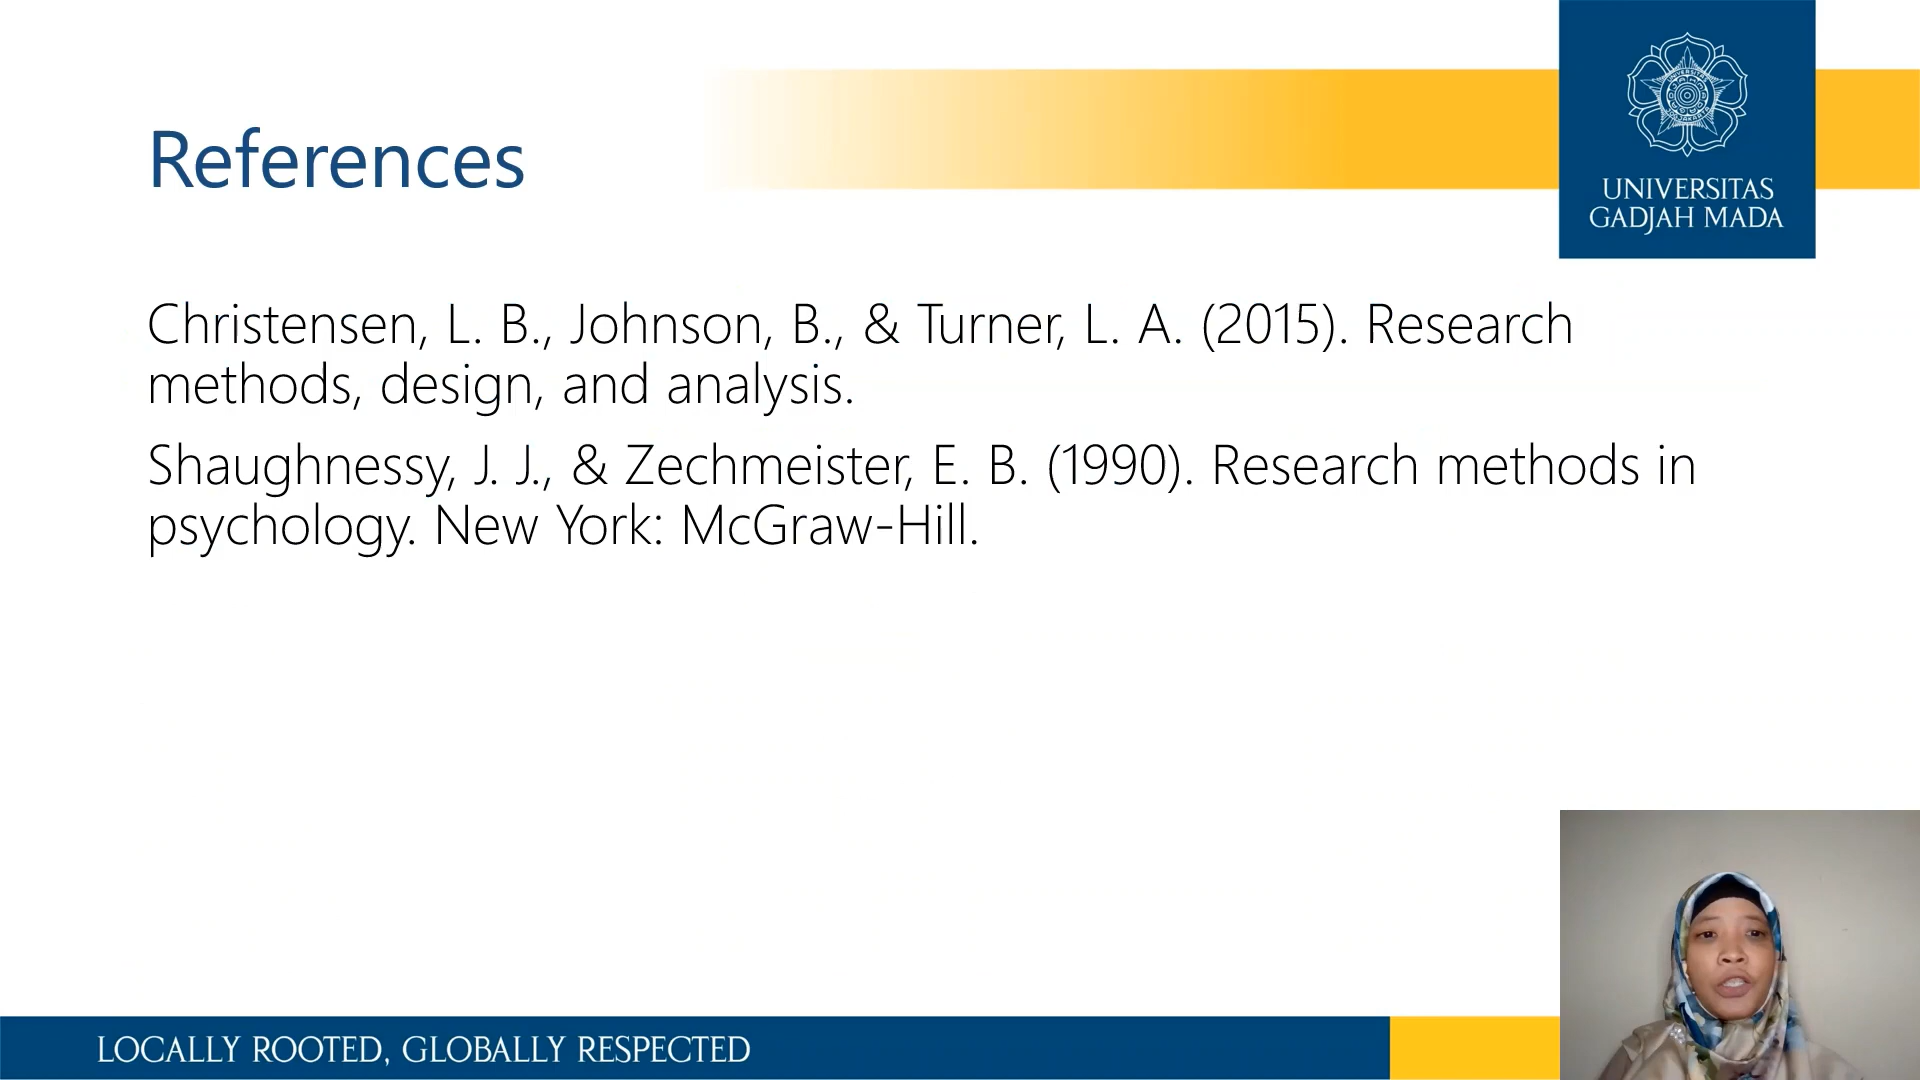 References
UNIVERSITAS
GADJAH MADA
Christensen, L. B., Johnson, B., & Turner, L. A. (2015). Research
methods, design, and analysis.
Shaughnessy, J. J., & Zechmeister, E. B. (1990). Research methods in
psychology. New York: McGraw-Hill.
LOCALLY ROOTED, GLOBALLY RESPECTED